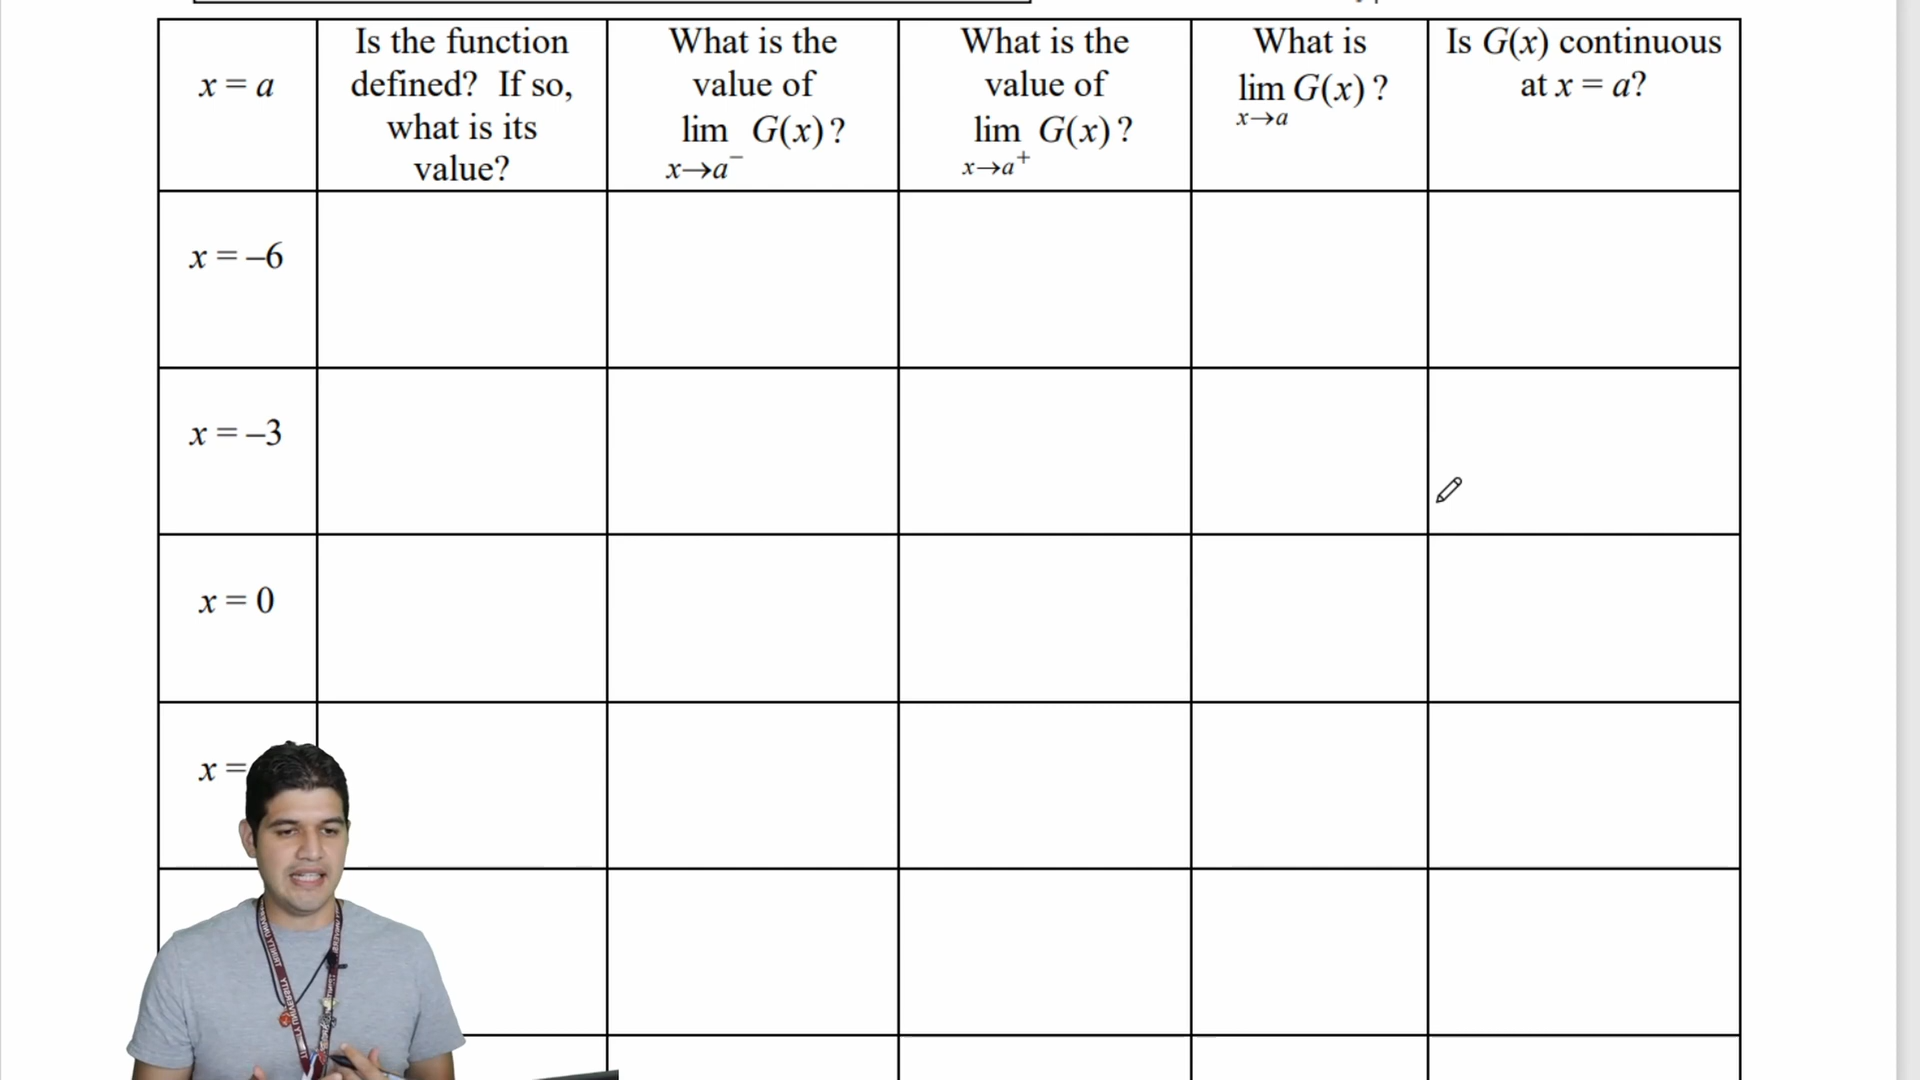 x = a
Is the function
defined? If so,
what is its
value?
What is the
value of
lim G(x)?
x→a⁻
What is the
value of
lim G(x)?
x→a⁺
What is
lim G(x)?
x→a
Is G(x) continuous
at x = a?
x = –6
x = –3
x = 0
x =